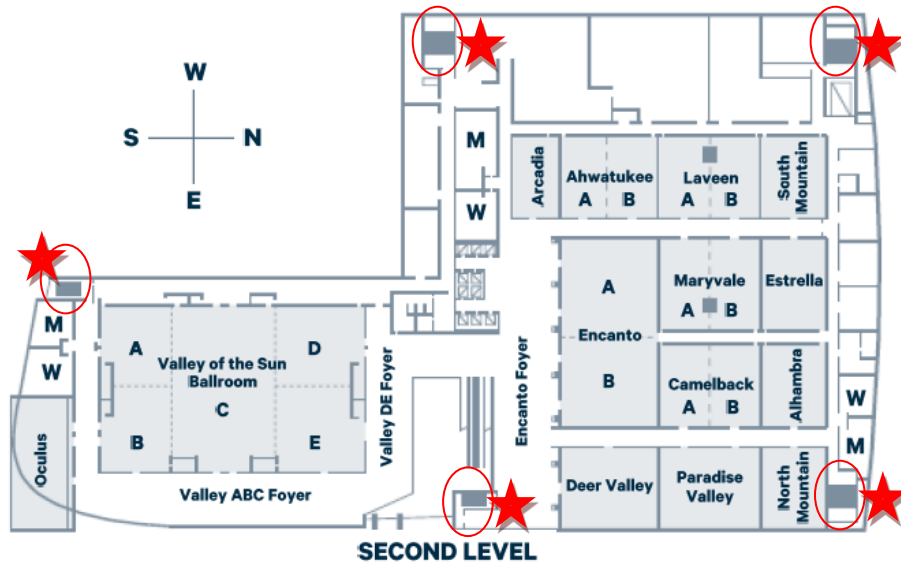 W
S
N
E
M
W
Arcadia
Ahwatukee
A
B
Laveen
A
B
South
Mountain
A
Encanto
B
Maryvale
A
B
Estrella
Camelback
A
B
Alhambra
W
M
Deer Valley
Paradise
Valley
North
Mountain
Encanto Foyer
Valley DE Foyer
M
W
Oculus
A
D
Valley of the Sun
Ballroom
C
B
E
Valley ABC Foyer
SECOND LEVEL